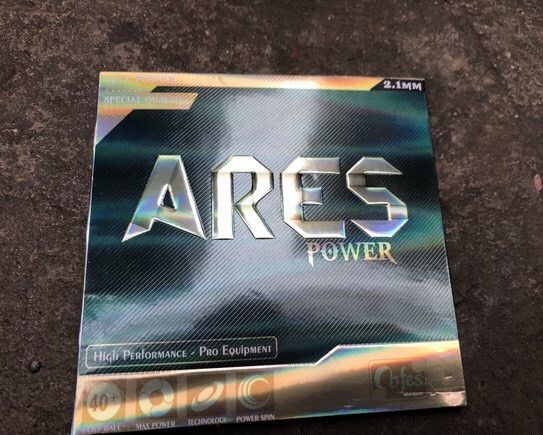 SPECIAL QUALITY
2.1MM
ARES
POWER
High Performance - Pro Equipment
40+
POLY BALL
MAX POWER
TECHNOLOGY
POWER SPIN